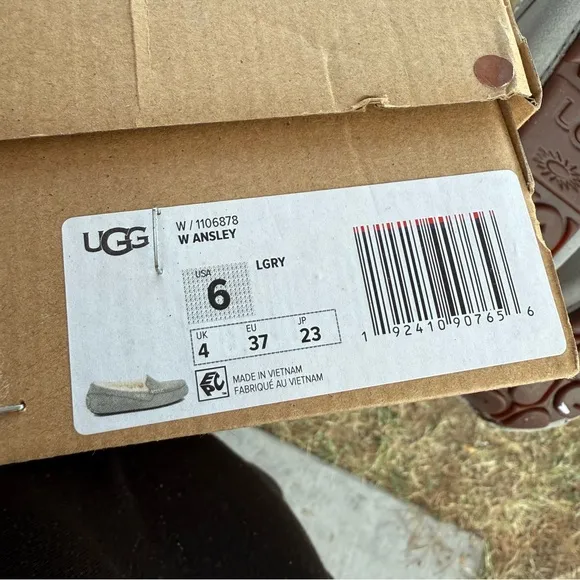 UGG
W / 1106878
W ANSLEY
USA
6
LGRY
UK EU JP
4 37 23
EPC
MADE IN VIETNAM
FABRIQUÉ AU VIETNAM
1 92410 90765 6